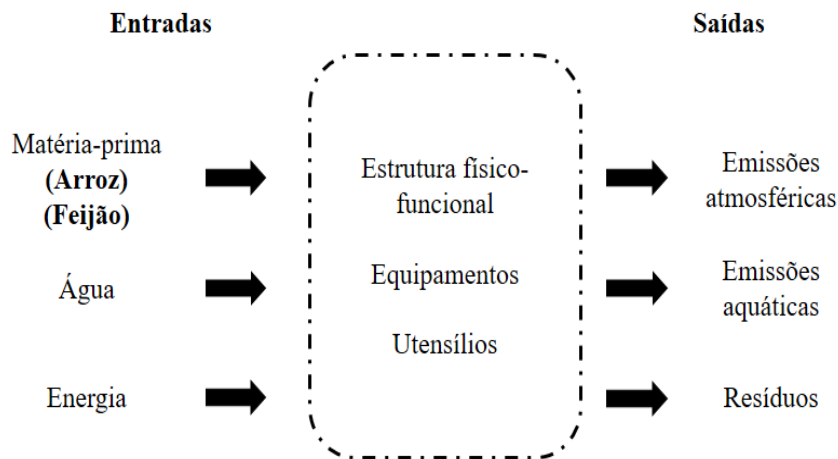 Entradas
Saídas
Matéria-prima
(Arroz)
(Feijão)
Estrutura físico-
funcional
Emissões
atmosféricas
Água
Equipamentos
Emissões
aquáticas
Utensílios
Energia
Resíduos